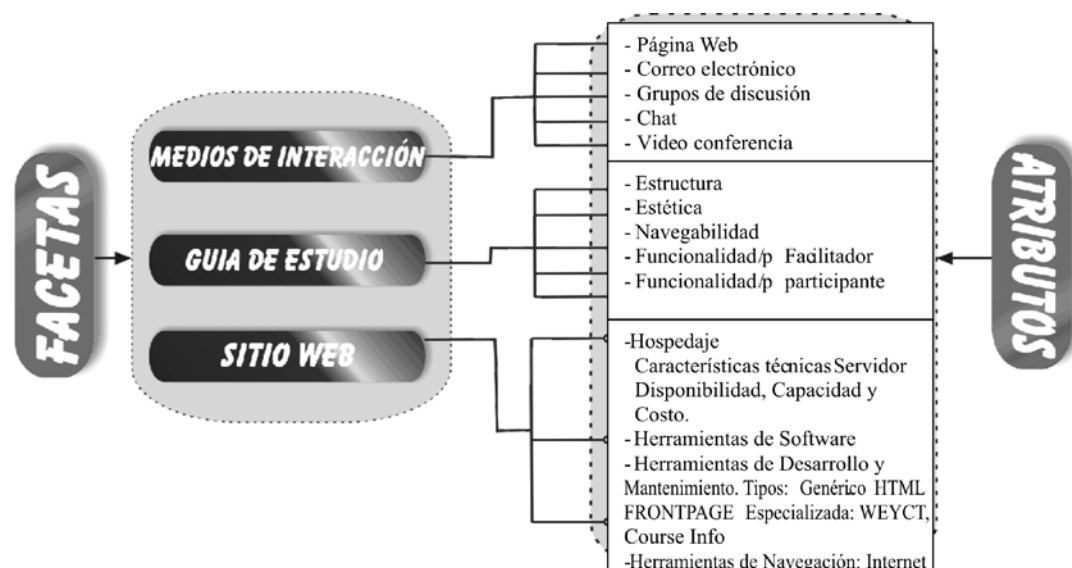 FACETAS
MEDIOS DE INTERACCIÓN
GUIA DE ESTUDIO
SITIO WEB
- Página Web
- Correo electrónico
- Grupos de discusión
- Chat
- Video conferencia
- Estructura
- Estética
- Navegabilidad
- Funcionalidad/p Facilitador
- Funcionalidad/p participante
-Hospedaje
Características técnicas Servidor
Disponibilidad, Capacidad y
Costo.
-Herramientas de Software
-Herramientas de Desarrollo y
Mantenimiento. Tipos: Genérico HTML
FRONTPAGE Especializada: WEYCT,
Course Info
-Herramientas de Navegación: Internet
ATRIBUTOS